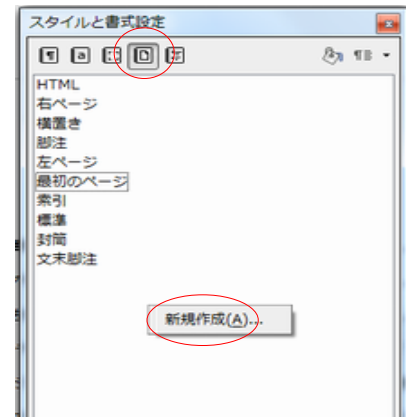 スタイルと書式設定
HTML
右ページ
横置き
脚注
左ページ
最初のページ
索引
標準
封筒
文末脚注
新規作成(A)...